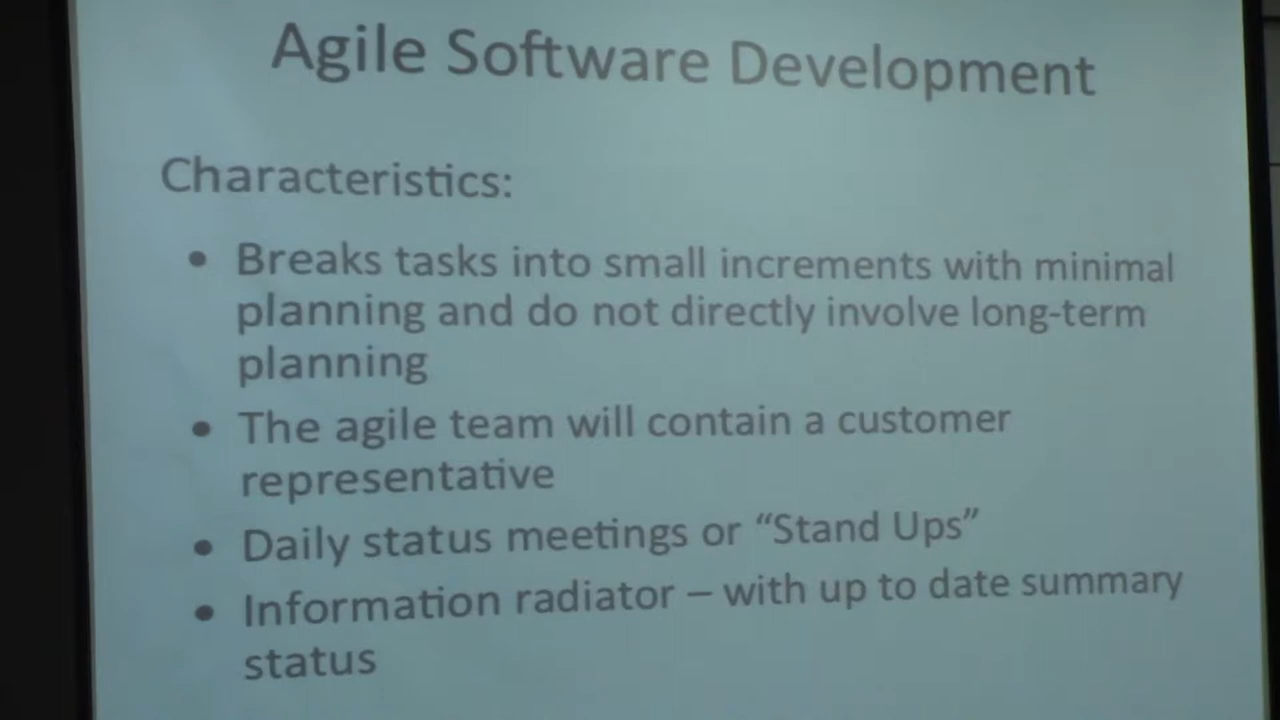 Agile Software Development
Characteristics:
• Breaks tasks into small increments with minimal
planning and do not directly involve long-term
planning
• The agile team will contain a customer
representative
• Daily status meetings or “Stand Ups”
• Information radiator – with up to date summary
status